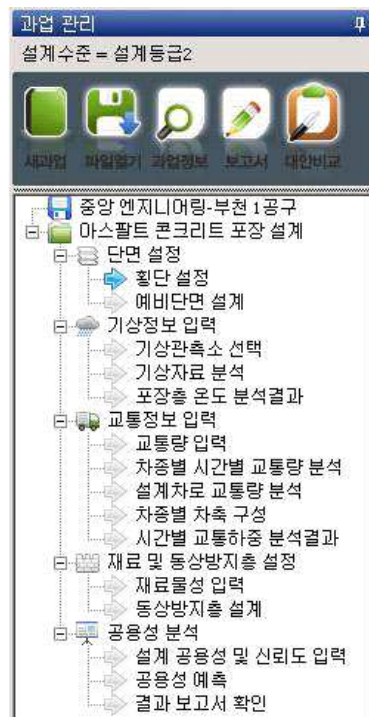 과업 관리
설계수준 = 설계등급2
새과업 파일열기 과업정보 보고서 대안비교
중앙 엔지니어링-부천 1공구
아스팔트 콘크리트 포장 설계
단면 설정
횡단 설정
예비단면 설계
기상정보 입력
기상관측소 선택
기상자료 분석
포장층 온도 분석결과
교통정보 입력
교통량 입력
차종별 시간별 교통량 분석
설계차로 교통량 분석
차종별 차축 구성
시간별 교통하중 분석결과
재료 및 동상방지층 설정
재료물성 입력
동상방지층 설계
공용성 분석
설계 공용성 및 신뢰도 입력
공용성 예측
결과 보고서 확인